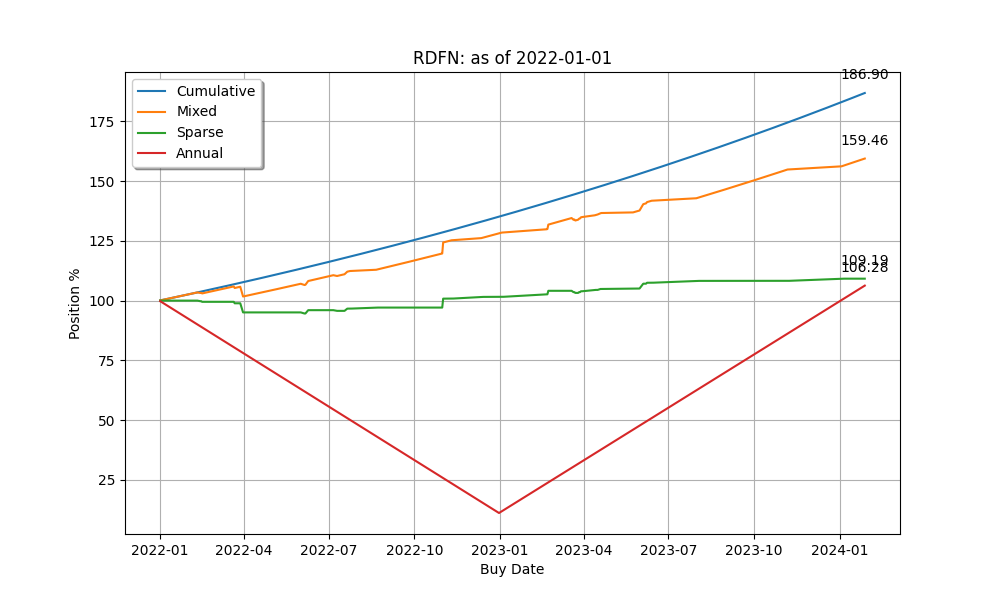 RDFN: as of 2022-01-01
Cumulative
Mixed
Sparse
Annual
186.90
159.46
109.19
106.28
175
150
125
100
75
50
25
Position %
2022-01
2022-04
2022-07
2022-10
2023-01
2023-04
2023-07
2023-10
2024-01
Buy Date